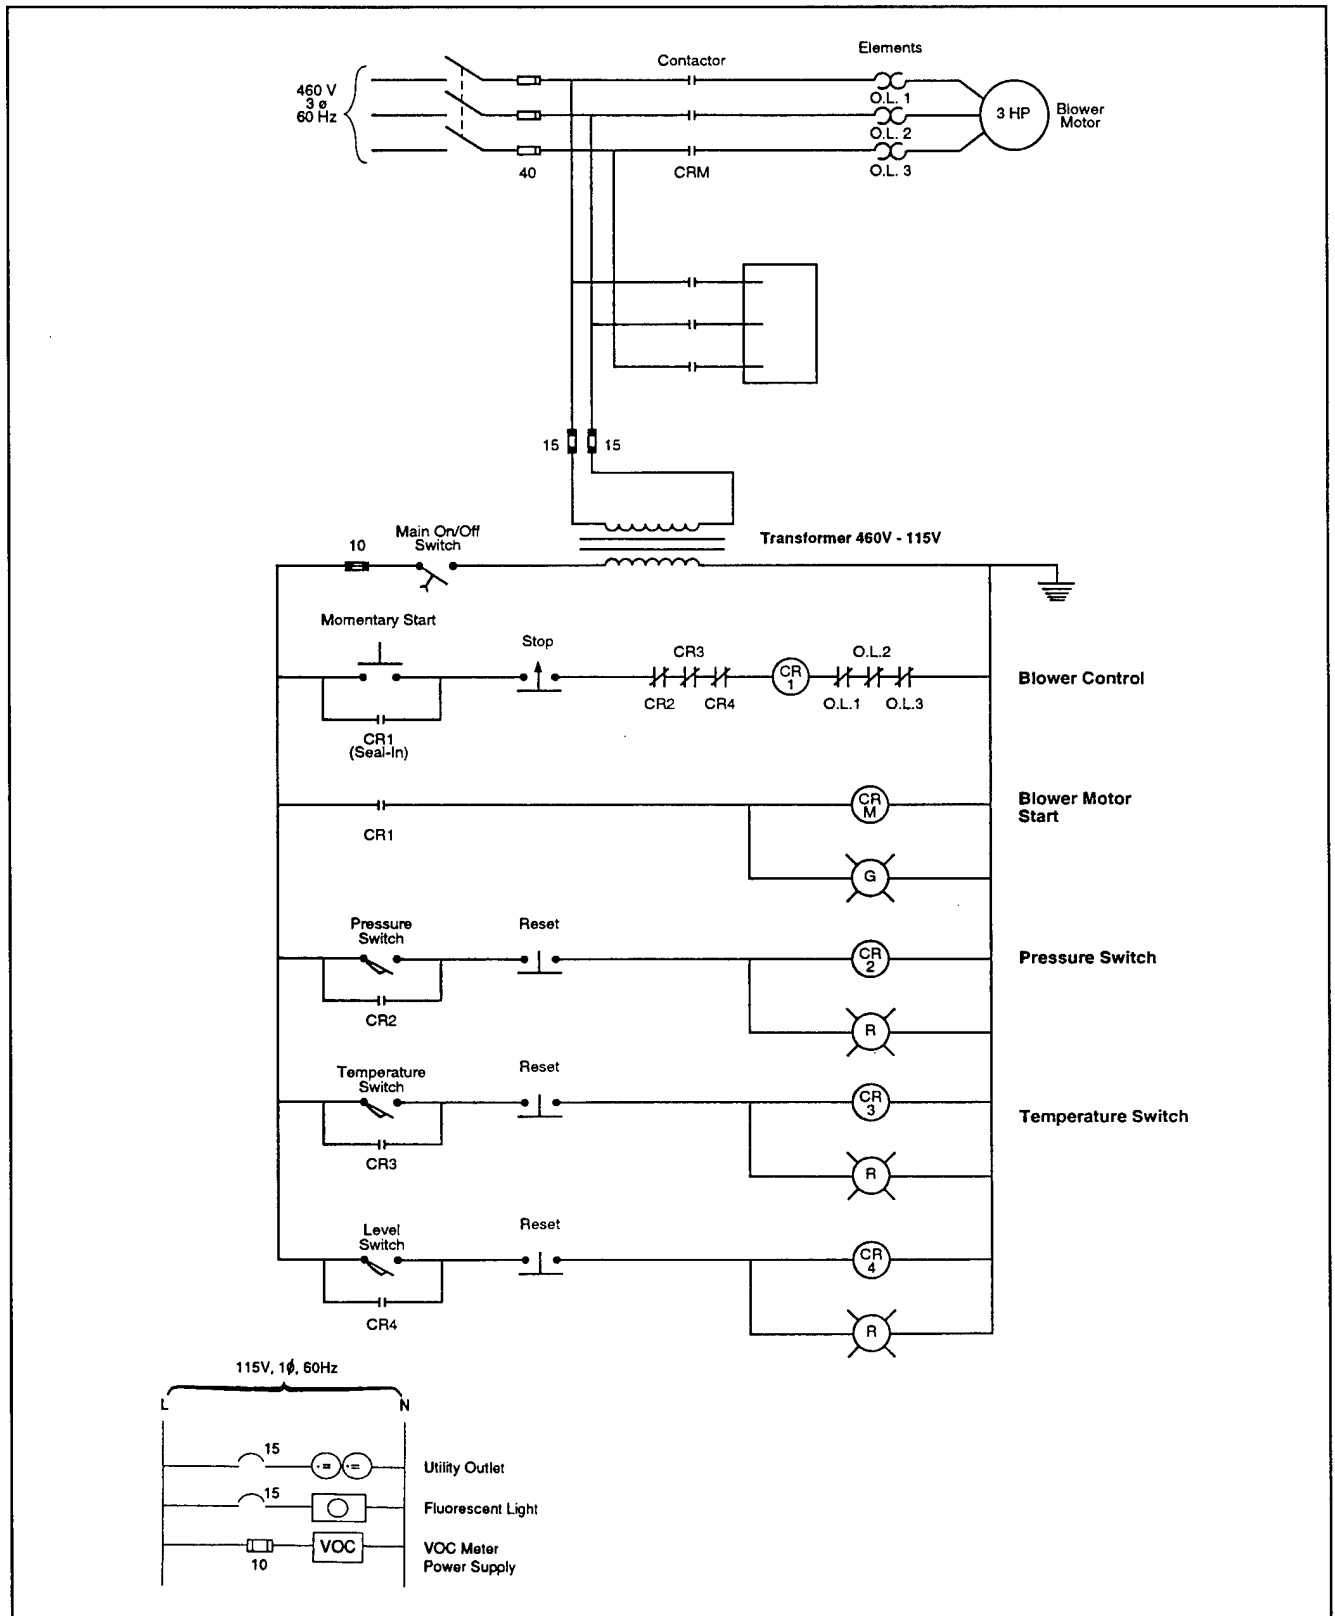 Elements
Contactor
460 V
3 ø
60 Hz
O.L. 1
3 HP
Blower
Motor
O.L. 2
40
CRM
O.L. 3
15
15
Main On/Off
Switch
10
Transformer 460V - 115V
Momentary Start
Stop
CR3
O.L.2
CR
1
Blower Control
CR2
CR4
O.L.1
O.L.3
CR1
(Seal-In)
CR
M
Blower Motor
Start
CR1
G
Pressure
Switch
Reset
CR
2
Pressure Switch
CR2
R
Temperature
Switch
Reset
CR
3
Temperature Switch
CR3
R
Level
Switch
Reset
CR
4
CR4
R
115V, 1ø, 60Hz
L
N
15
Utility Outlet
15
Fluorescent Light
VOC
10
VOC Meter
Power Supply